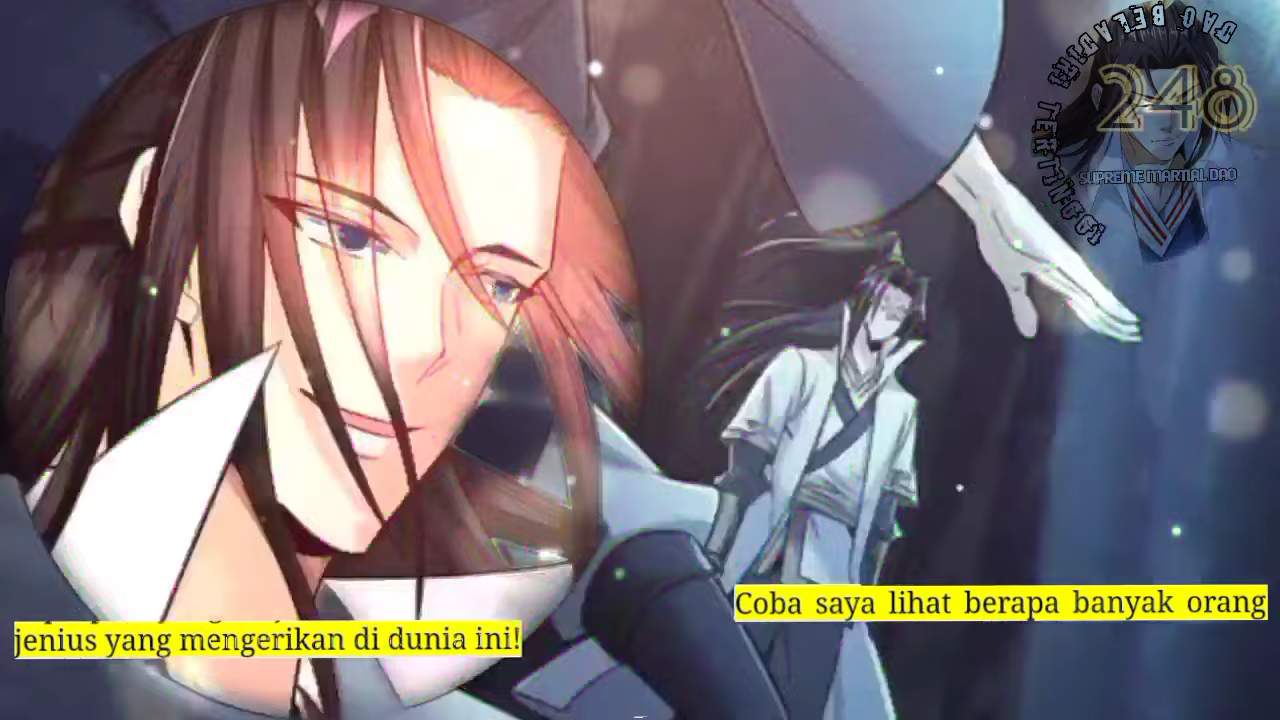 DAO BELADIRI TERTINGGI
248
SUPREME MARTIAL DAO
Coba saya lihat berapa banyak orang
jenius yang mengerikan di dunia ini!